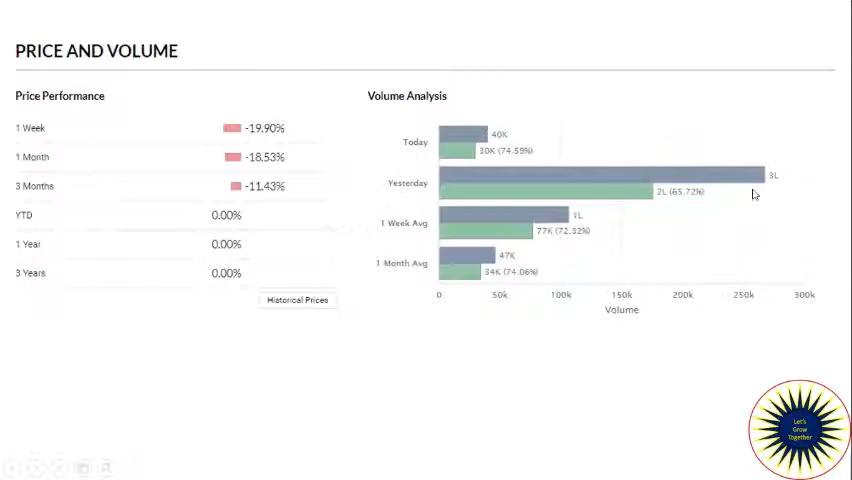 PRICE AND VOLUME
Price Performance
1 Week -19.90%
1 Month -18.53%
3 Months -11.43%
YTD 0.00%
1 Year 0.00%
3 Years 0.00%
Historical Prices
Volume Analysis
Today 40K
30K (74.59%)
Yesterday 3L
2L (65.72%)
1 Week Avg 1L
77K (72.32%)
1 Month Avg 47K
34K (74.06%)
0 50k 100k 150k 200k 250k 300k
Volume
Let's
Grow
Together